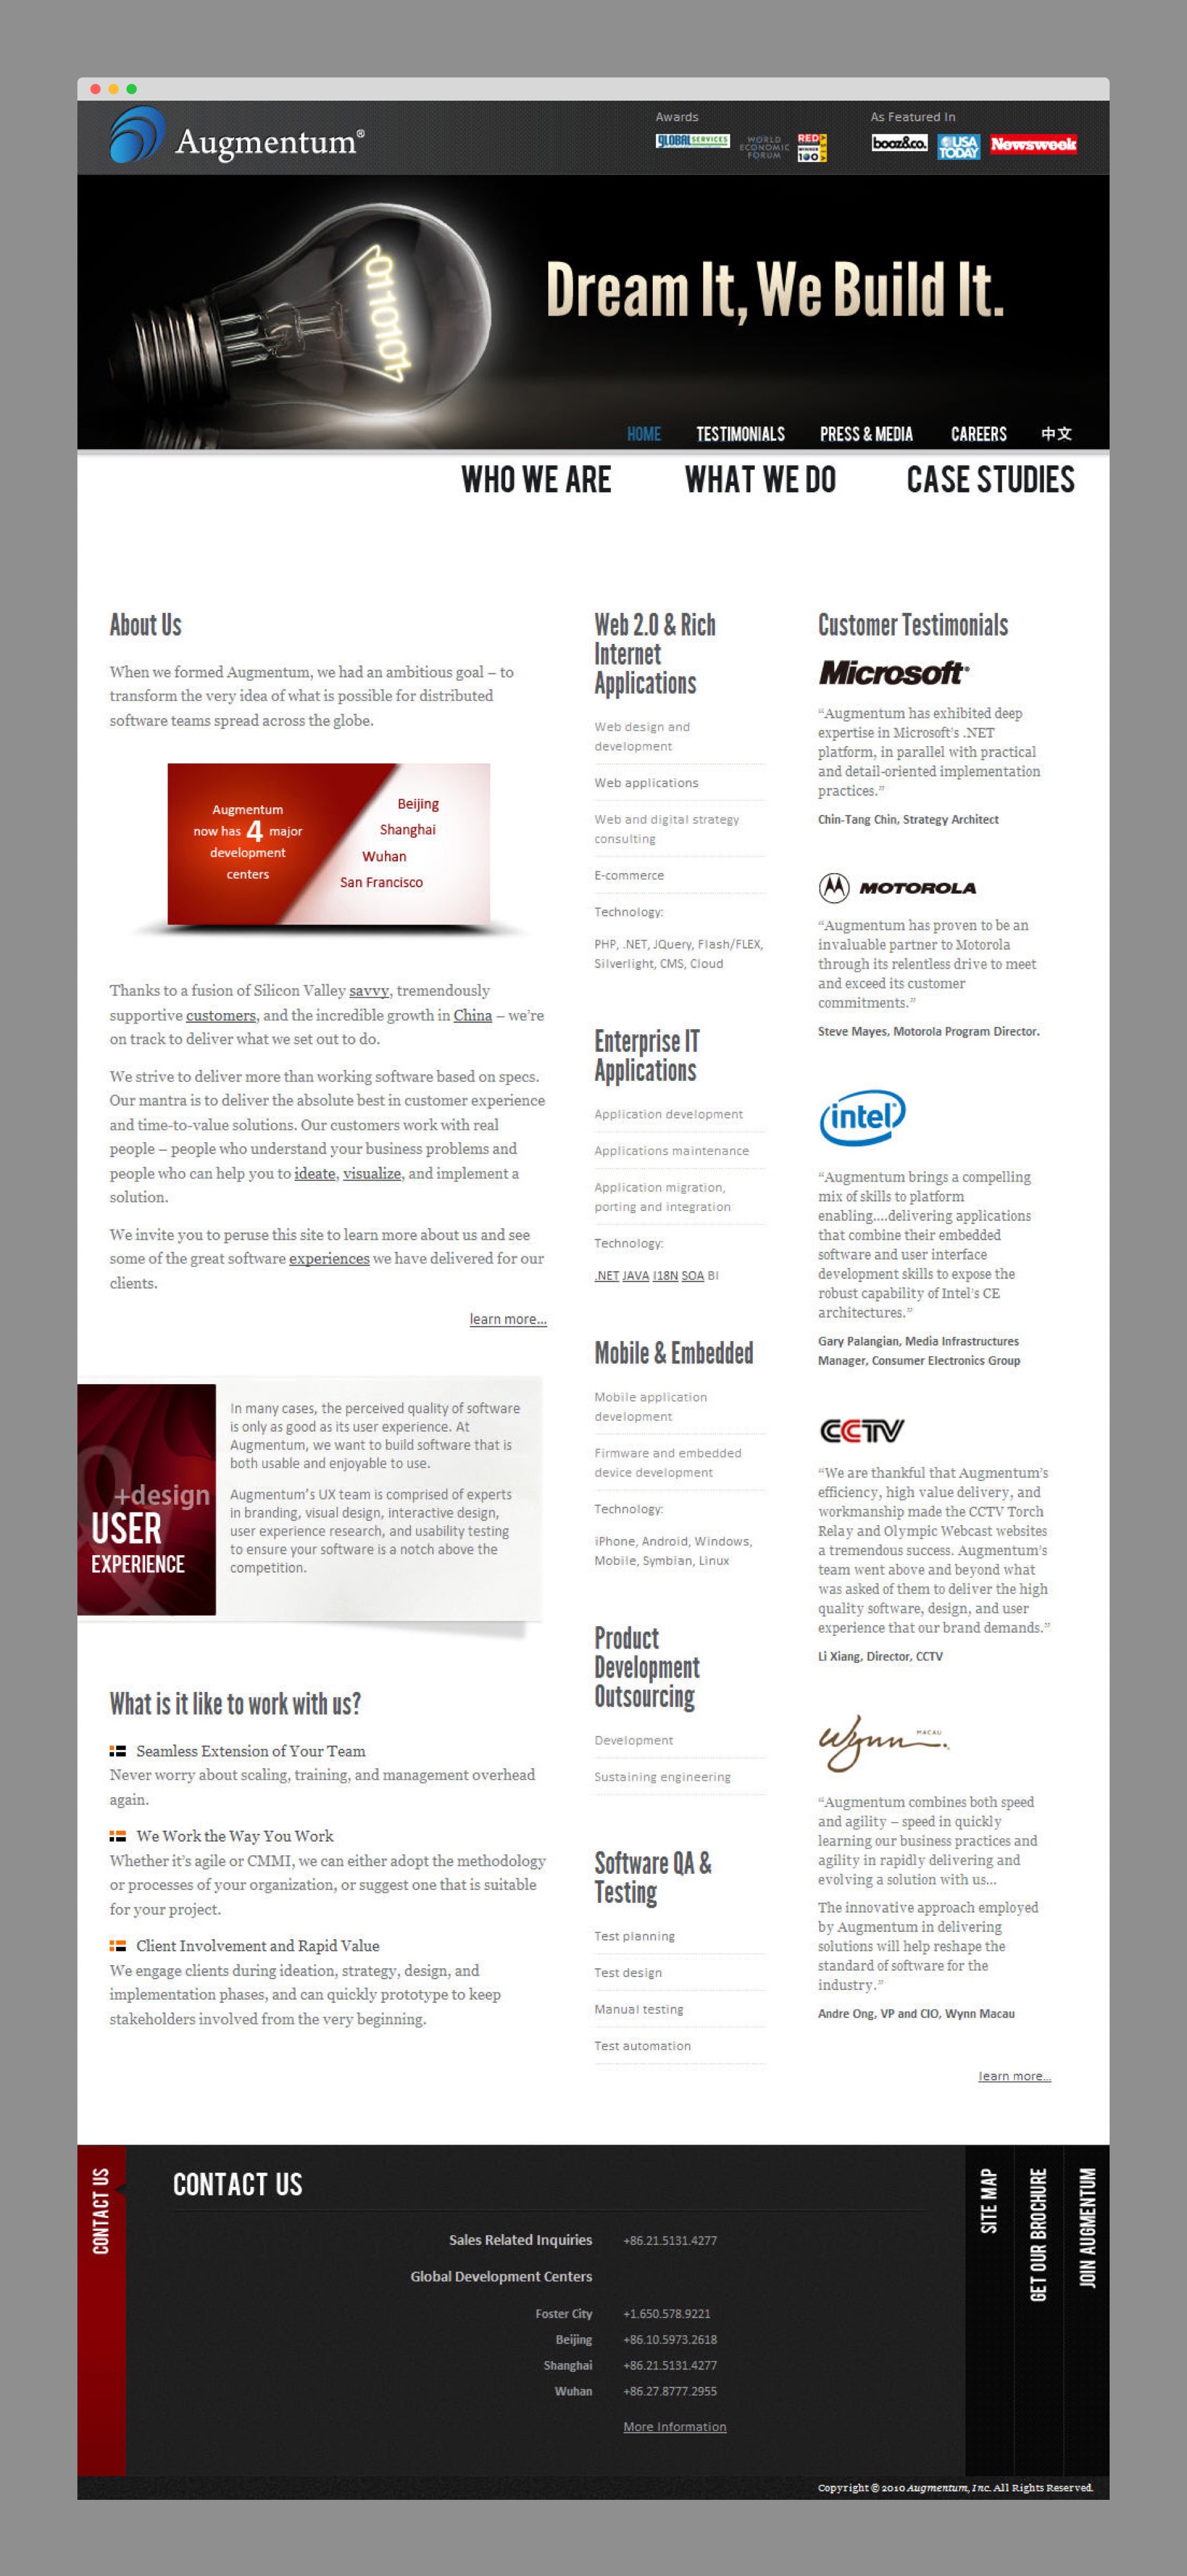 Augmentum®
Awards
GLOBAL SERVICES
WORLD
ECONOMIC
FORUM
RED
100
As Featured In
booz&co.
USA
TODAY
Newsweek
011010
Dream It, We Build It.
HOME TESTIMONIALS PRESS & MEDIA CAREERS 中文
WHO WE ARE WHAT WE DO CASE STUDIES
About Us
When we formed Augmentum, we had an ambitious goal – to
transform the very idea of what is possible for distributed
software teams spread across the globe.
Augmentum
now has 4 major
development
centers
Beijing
Shanghai
Wuhan
San Francisco
Thanks to a fusion of Silicon Valley savvy, tremendously
supportive customers, and the incredible growth in China – we're
on track to deliver what we set out to do.
We strive to deliver more than working software based on specs.
Our mantra is to deliver the absolute best in customer experience
and time-to-value solutions. Our customers work with real
people – people who understand your business problems and
people who can help you to ideate, visualize, and implement a
solution.
We invite you to peruse this site to learn more about us and see
some of the great software experiences we have delivered for our
clients.
learn more...
+design
USER
EXPERIENCE
In many cases, the perceived quality of software
is only as good as its user experience. At
Augmentum, we want to build software that is
both usable and enjoyable to use.
Augmentum's UX team is comprised of experts
in branding, visual design, interactive design,
user experience research, and usability testing
to ensure your software is a notch above the
competition.
What is it like to work with us?
Seamless Extension of Your Team
Never worry about scaling, training, and management overhead
again.
We Work the Way You Work
Whether it's agile or CMMI, we can either adopt the methodology
or processes of your organization, or suggest one that is suitable
for your project.
Client Involvement and Rapid Value
We engage clients during ideation, strategy, design, and
implementation phases, and can quickly prototype to keep
stakeholders involved from the very beginning.
Web 2.0 & Rich
Internet
Applications
Web design and
development
Web applications
Web and digital strategy
consulting
E-commerce
Technology:
PHP, .NET, JQuery, Flash/FLEX,
Silverlight, CMS, Cloud
Enterprise IT
Applications
Application development
Applications maintenance
Application migration,
porting and integration
Technology:
.NET JAVA I18N SOA BI
Mobile & Embedded
Mobile application
development
Firmware and embedded
device development
Technology:
iPhone, Android, Windows,
Mobile, Symbian, Linux
Product
Development
Outsourcing
Development
Sustaining engineering
Software QA &
Testing
Test planning
Test design
Manual testing
Test automation
Customer Testimonials
Microsoft
“Augmentum has exhibited deep
expertise in Microsoft's .NET
platform, in parallel with practical
and detail-oriented implementation
practices.”
Chin-Tang Chin, Strategy Architect
MOTOROLA
“Augmentum has proven to be an
invaluable partner to Motorola
through its relentless drive to meet
and exceed its customer
commitments.”
Steve Mayes, Motorola Program Director.
intel
“Augmentum brings a compelling
mix of skills to platform
enabling....delivering applications
that combine their embedded
software and user interface
development skills to expose the
robust capability of Intel's CE
architectures.”
Gary Palangian, Media Infrastructures
Manager, Consumer Electronics Group
CCTV
“We are thankful that Augmentum's
efficiency, high value delivery, and
workmanship made the CCTV Torch
Relay and Olympic Webcast websites
a tremendous success. Augmentum's
team went above and beyond what
was asked of them to deliver the high
quality software, design, and user
experience that our brand demands.”
Li Xiang, Director, CCTV
Wynn MACAU
“Augmentum combines both speed
and agility – speed in quickly
learning our business practices and
agility in rapidly delivering and
evolving a solution with us...
The innovative approach employed
by Augmentum in delivering
solutions will help reshape the
standard of software for the
industry.”
Andre Ong, VP and CIO, Wynn Macau
learn more...
CONTACT US
CONTACT US
Sales Related Inquiries +86.21.5131.4277
Global Development Centers
Foster City +1.650.578.9221
Beijing +86.10.5973.2618
Shanghai +86.21.5131.4277
Wuhan +86.27.8777.2955
More Information
SITE MAP
GET OUR BROCHURE
JOIN AUGMENTUM
Copyright © 2010 Augmentum, Inc. All Rights Reserved.